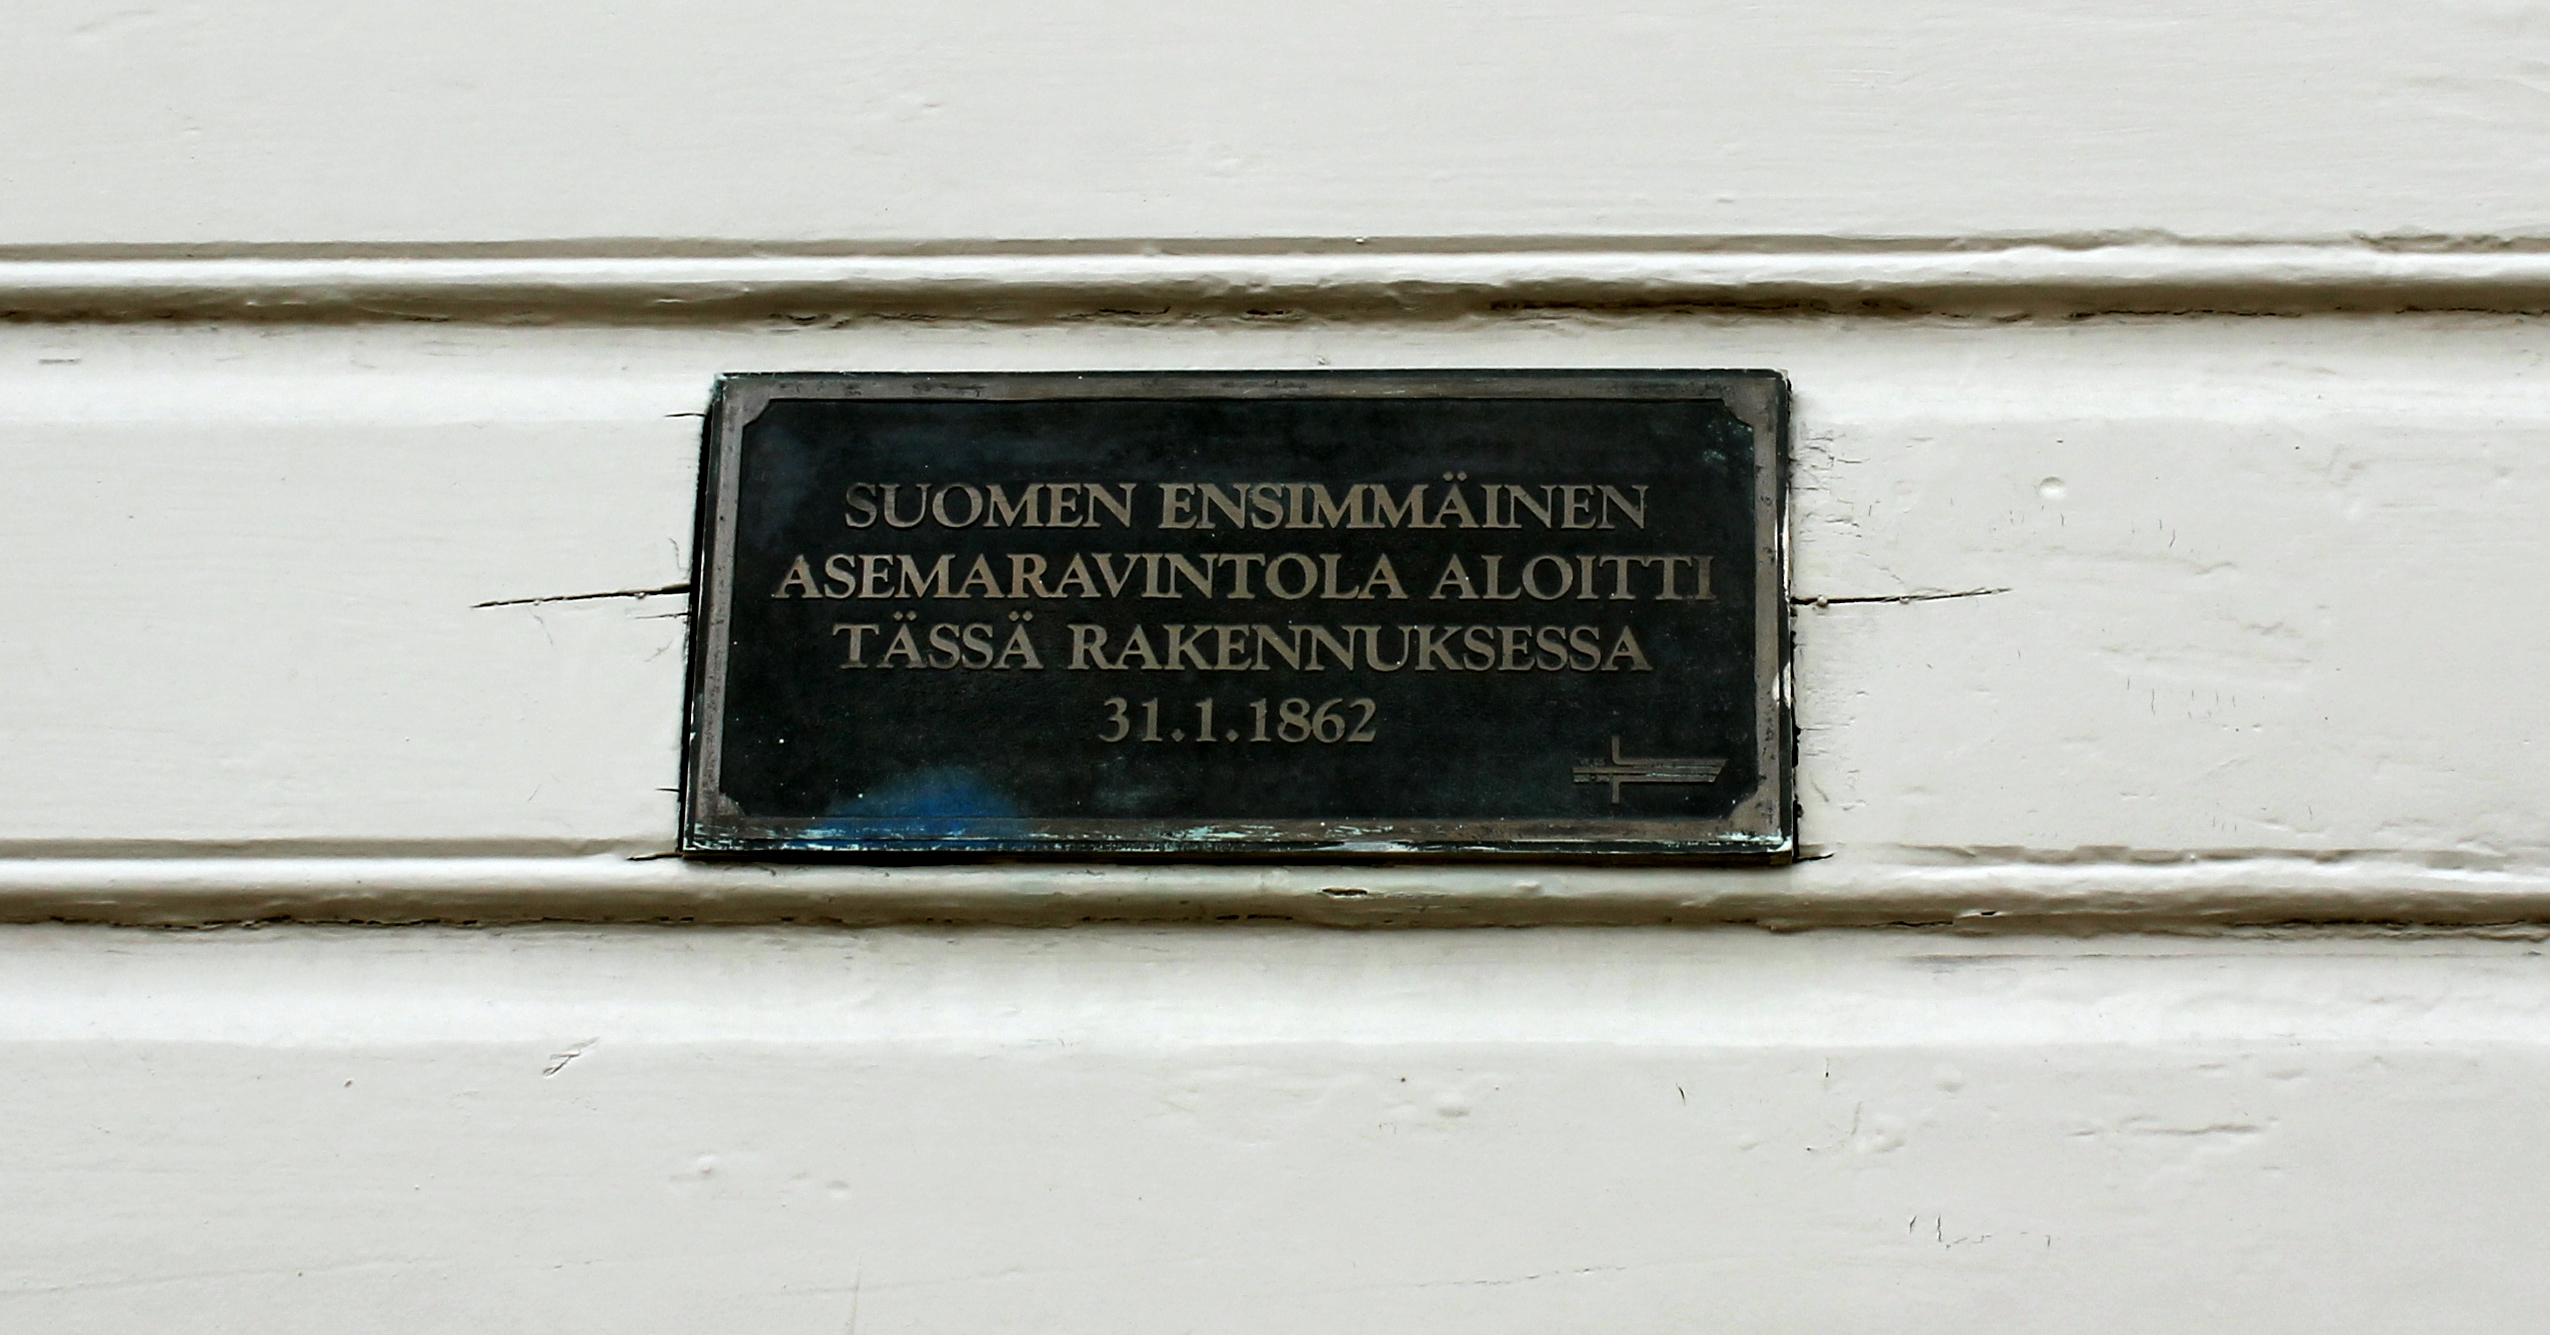 SUOMEN ENSIMMÄINEN
ASEMARAVINTOLA ALOITTI
TÄSSÄ RAKENNUKSESSA
31.1.1862